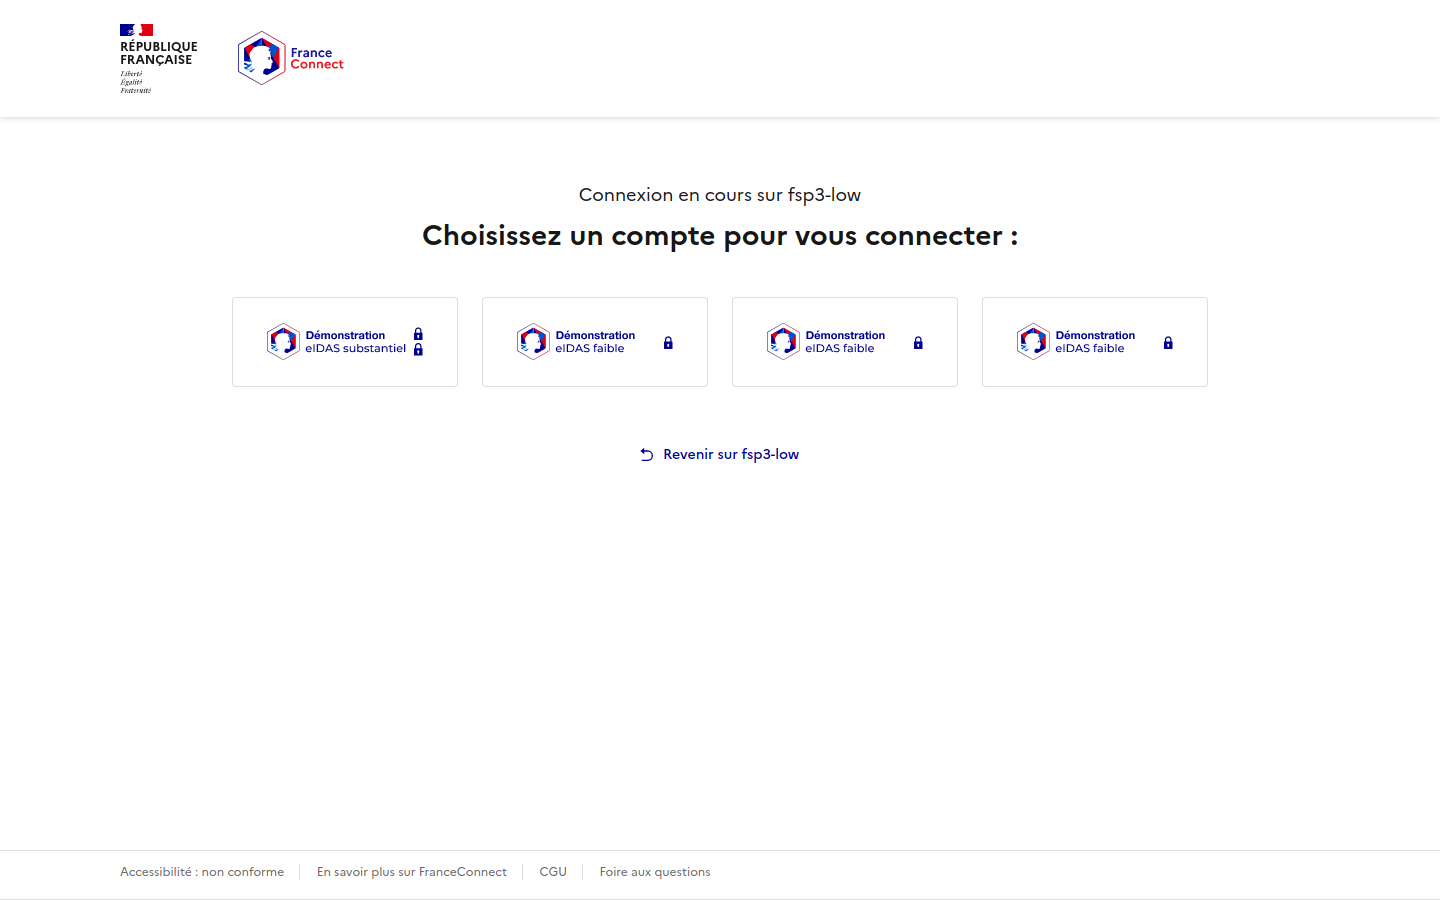 RÉPUBLIQUE
FRANÇAISE
Liberté
Égalité
Fraternité
France
Connect
Connexion en cours sur fsp3-low
Choisissez un compte pour vous connecter :
Démonstration
eIDAS substantiel
Démonstration
eIDAS faible
Démonstration
eIDAS faible
Démonstration
eIDAS faible
Revenir sur fsp3-low
Accessibilité : non conforme
En savoir plus sur FranceConnect
CGU
Foire aux questions